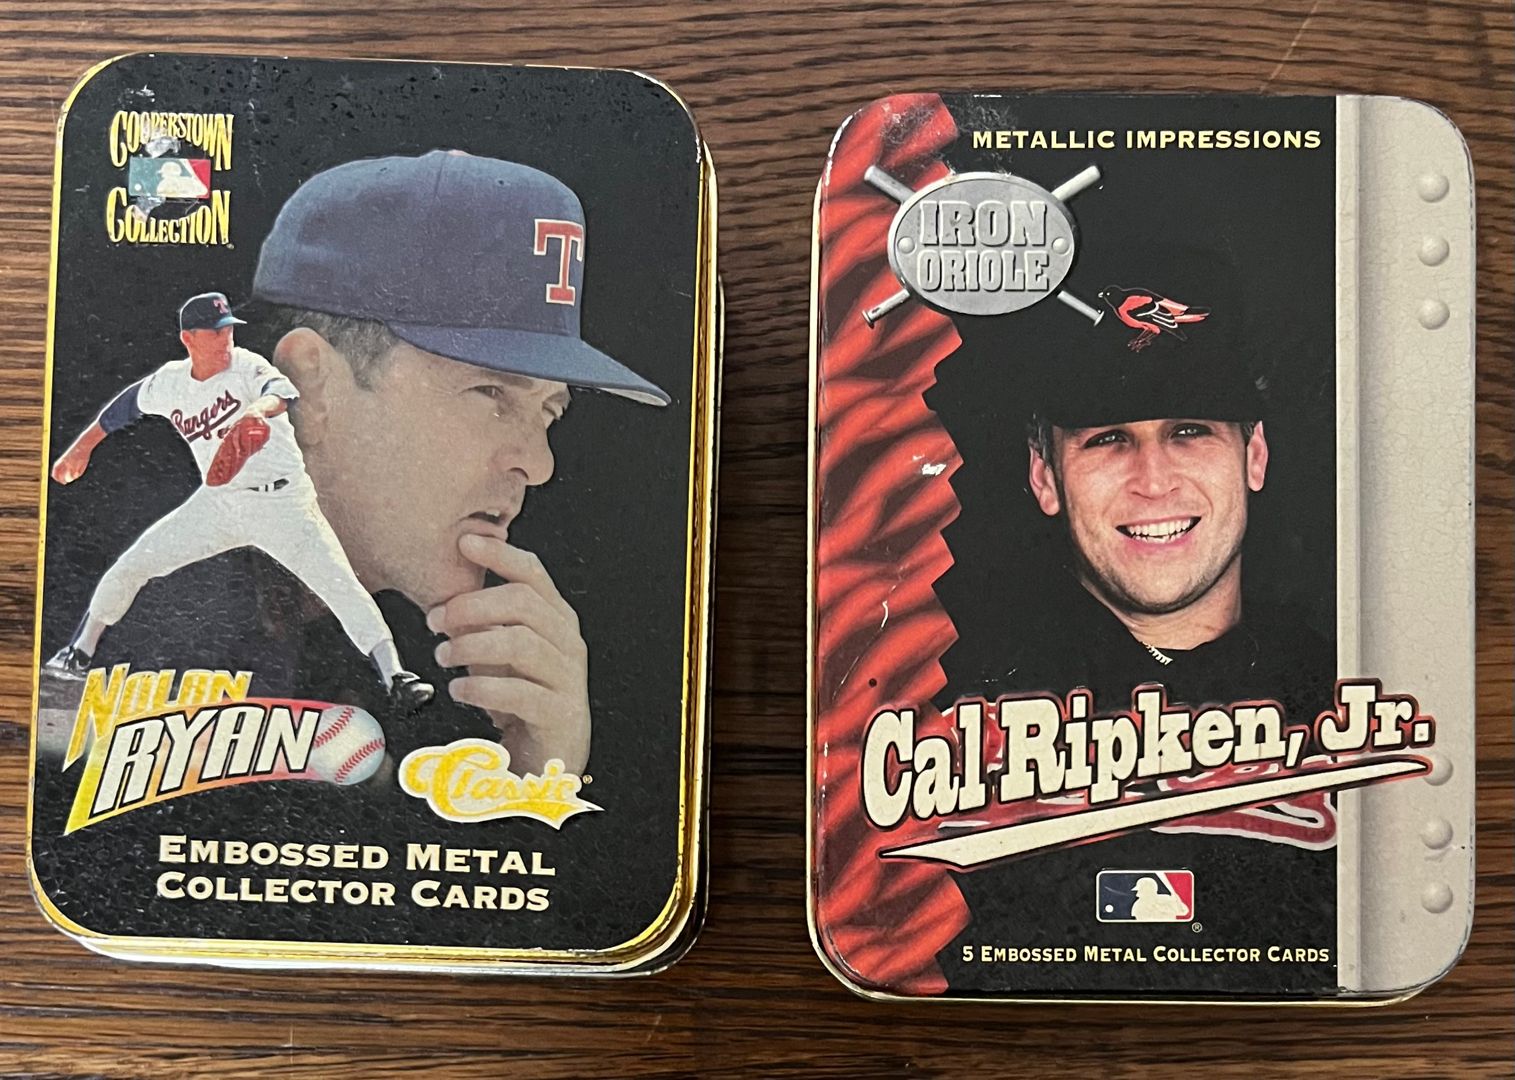 COOPERSTOWN
COLLECTION
T
T
Rangers
NOLAN
RYAN
Classic®
EMBOSSED METAL
COLLECTOR CARDS
METALLIC IMPRESSIONS
IRON
ORIOLE
Cal Ripken, Jr.
®
5 EMBOSSED METAL COLLECTOR CARDS